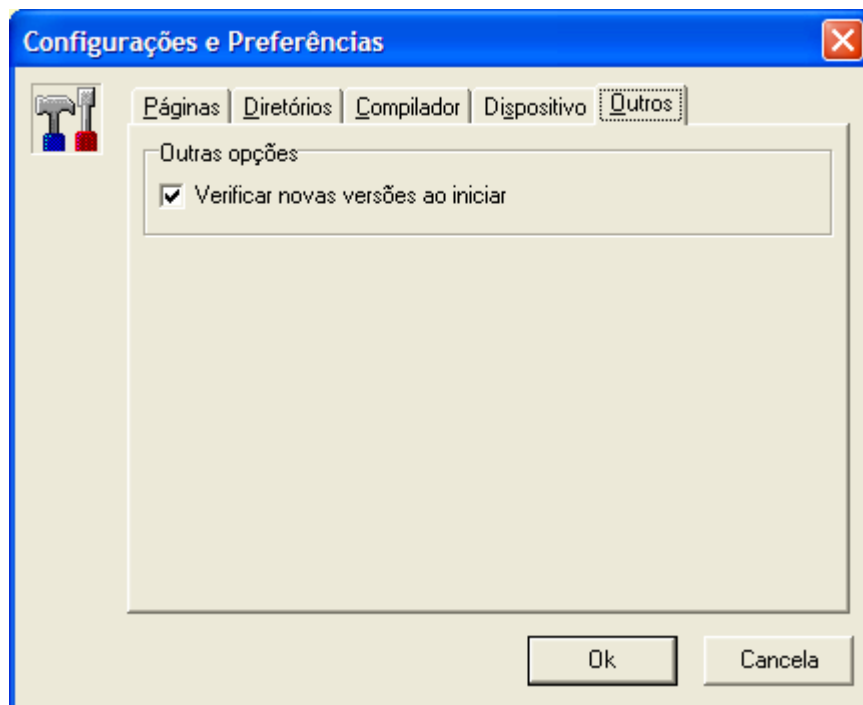 Configurações e Preferências
Páginas Diretórios Compilador Dispositivo Outros
Outras opções
Verificar novas versões ao iniciar
Ok Cancela